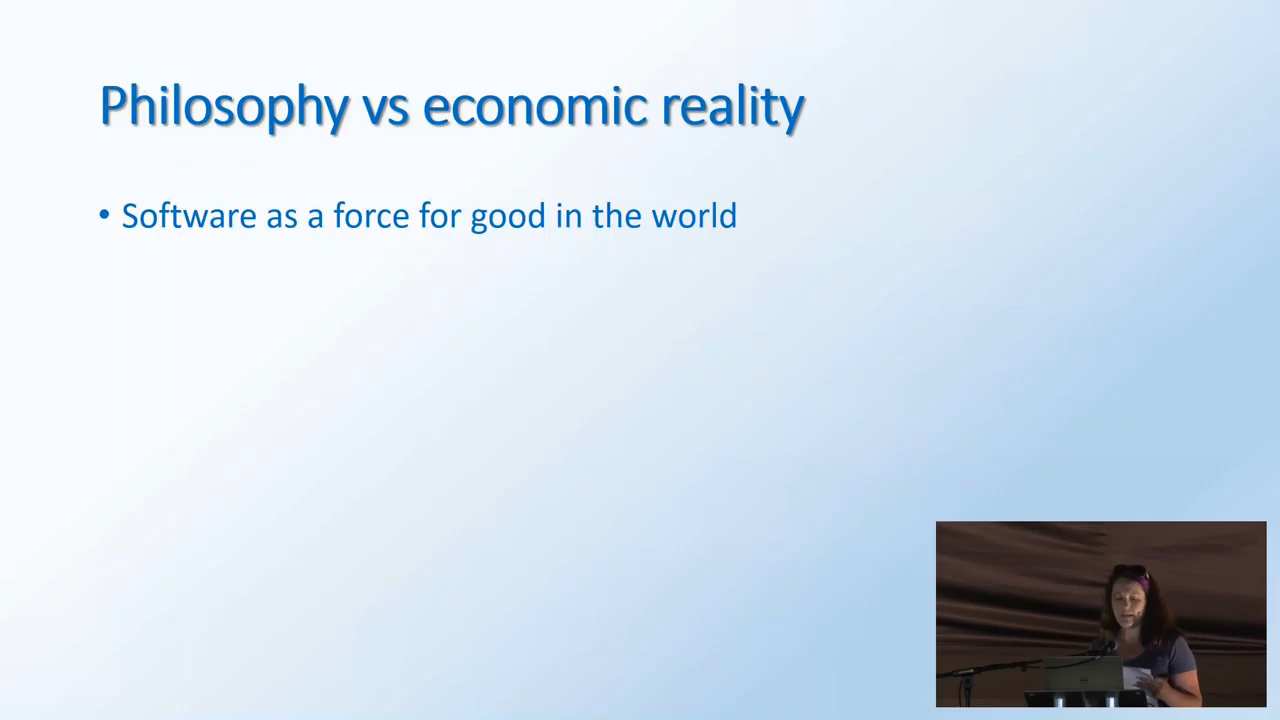 Philosophy vs economic reality
• Software as a force for good in the world